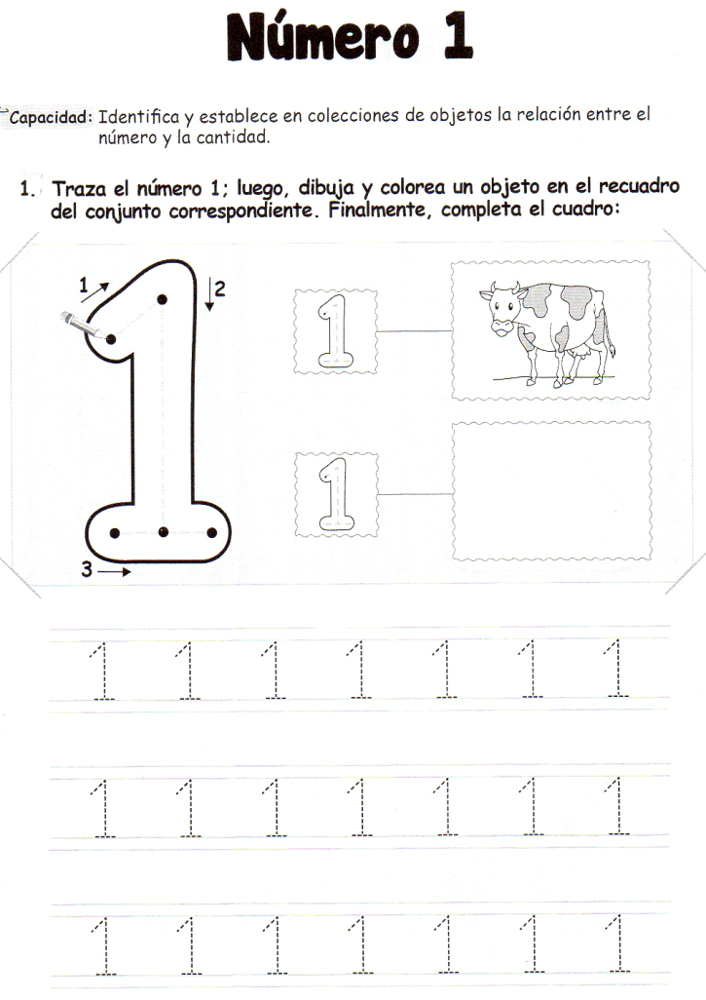 Número 1
Capacidad: Identifica y establece en colecciones de objetos la relación entre el
número y la cantidad.
1. Traza el número 1; luego, dibuja y colorea un objeto en el recuadro
del conjunto correspondiente. Finalmente, completa el cuadro:
1
2
1
1
1
3
1 1 1 1 1 1 1
1 1 1 1 1 1 1
1 1 1 1 1 1 1